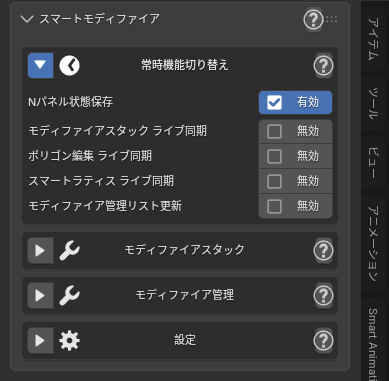 スマートモディファイア
常時機能切り替え
Nパネル状態保存
有効
モディファイアスタック ライブ同期
無効
ポリゴン編集 ライブ同期
無効
スマートラティス ライブ同期
無効
モディファイア管理リスト更新
無効
モディファイアスタック
モディファイア管理
設定
アイテム
ツール
ビュー
アニメーション
Smart Animati